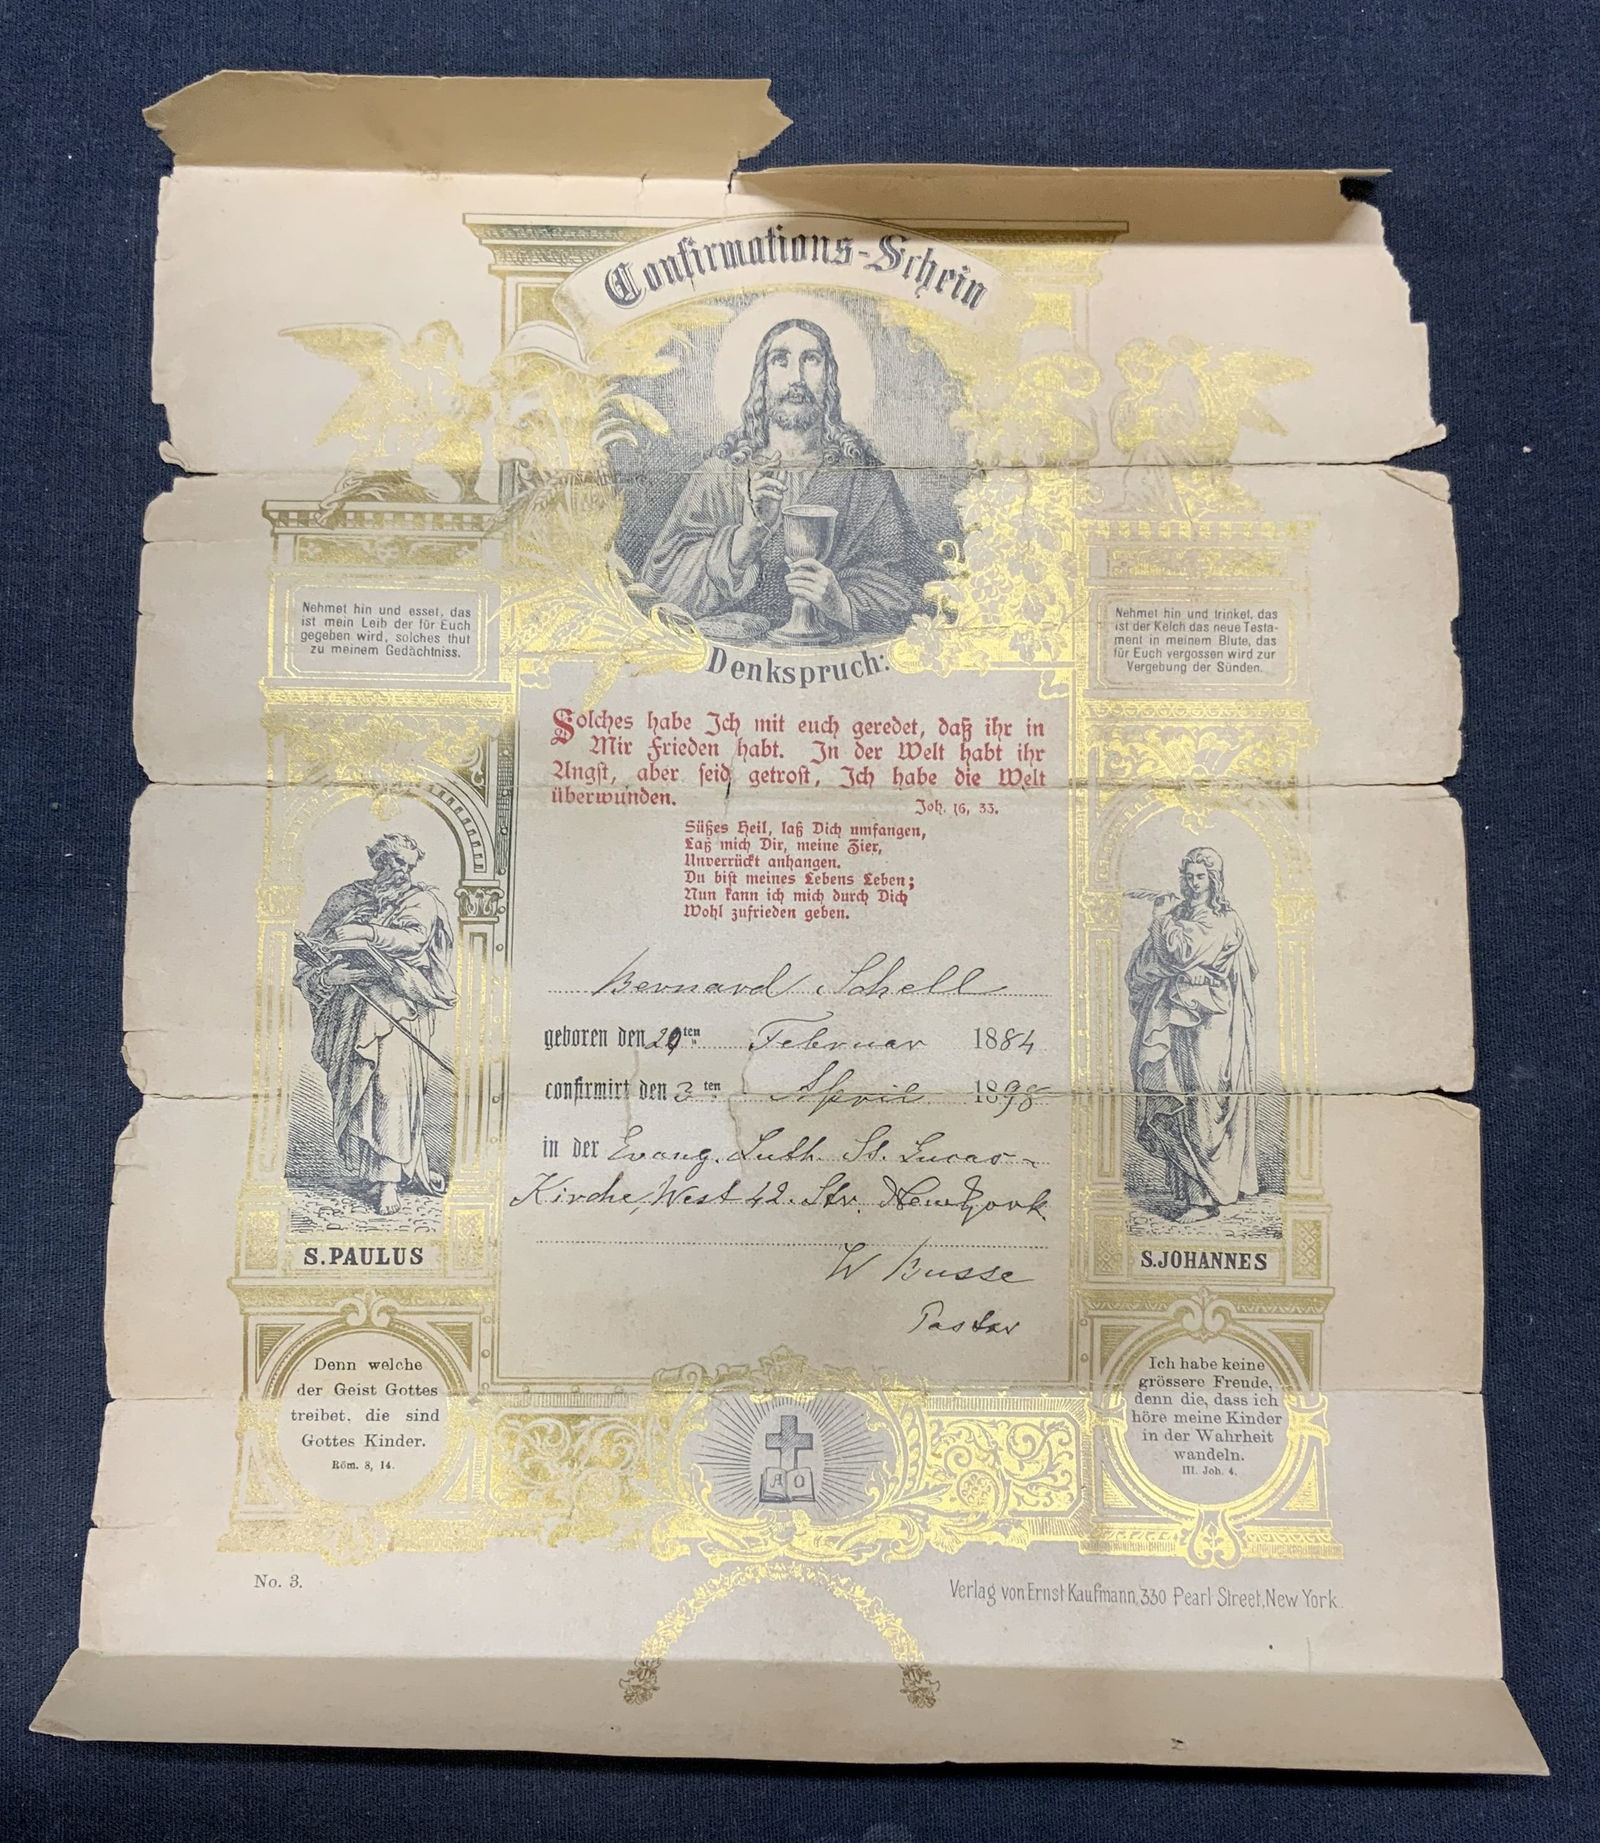 Confirmations-Schein
Nehmet hin und esset, das
ist mein Leib der für Euch
gegeben wird, solches thut
zu meinem Gedächtniss.
Nehmet hin und trinket, das
ist der Kelch das neue Testa-
ment in meinem Blute, das
für Euch vergossen wird zur
Vergebung der Sünden.
Denkspruch:
Solches habe Ich mit euch geredet, daß ihr in
Mir Frieden habt. In der Welt habt ihr
Angst, aber seid getrost, Ich habe die Welt
überwunden.
Joh. 16, 33.
Süßes Heil, laß Dich umfangen,
Laß mich Dir, meine Zier,
Unverrückt anhangen.
Du bist meines Lebens Leben;
Nun kann ich mich durch Dich
Wohl zufrieden geben.
Bernard Schell
geboren den ten Februar 1884
confirmirt den 3 ten April 1898
in der Evang. Luth. St. Lucas-
Kirche, West 42. Str. New York
W Busse
Pastor
S. PAULUS
S. JOHANNES
Denn welche
der Geist Gottes
treibet, die sind
Gottes Kinder.
Röm. 8, 14.
Ich habe keine
grössere Freude,
denn die, dass ich
höre meine Kinder
in der Wahrheit
wandeln.
III. Joh. 4.
A O
No. 3.
Verlag von Ernst Kaufmann, 330 Pearl Street, New York.